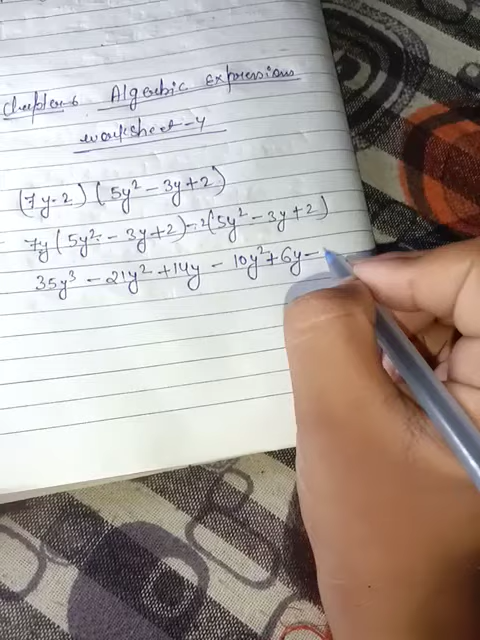 chapter-6 Algebic expressions
worksheet-4
(7y-2) (5y² - 3y+2)
7y(5y² - 3y+2) -2(5y² - 3y+2)
35y³ - 21y² +14y - 10y²+6y-